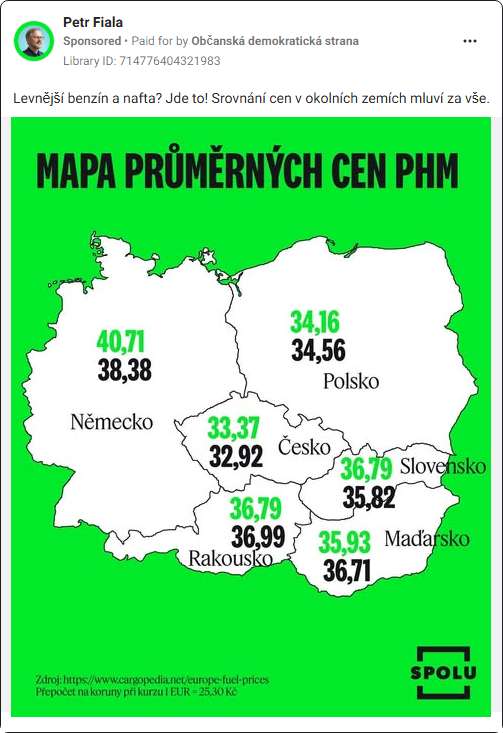 Petr Fiala
Sponsored • Paid for by Občanská demokratická strana
Library ID: 714776404321983
Levnější benzín a nafta? Jde to! Srovnání cen v okolních zemích mluví za vše.
MAPA PRŮMĚRNÝCH CEN PHM
40,71
38,38
Německo
34,16
34,56
Polsko
33,37
32,92
Česko
36,79
35,82
Slovensko
36,79
36,99
Rakousko
35,93
36,71
Maďarsko
Zdroj: https://www.cargopedia.net/europe-fuel-prices
Přepočet na koruny při kurzu 1 EUR = 25,30 Kč
SPOLU